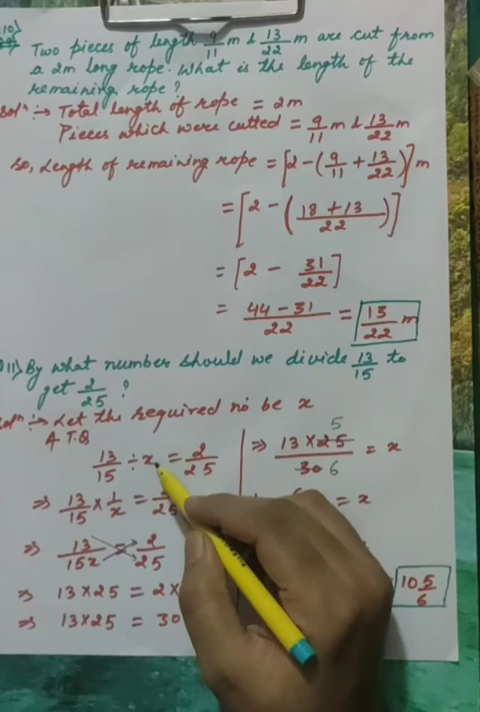 10)
Two pieces of length 9/11 m & 13/22 m are cut from
a 2m long rope. What is the length of the
remaining rope?
Solⁿ :→ Total length of rope = 2m
Pieces which were cutted = 9/11 m & 13/22 m
So, Length of remaining rope = [2 - (9/11 + 13/22)] m
= [2 - (18 + 13 / 22)]
= [2 - 31/22]
= 44 - 31 / 22 = 13/22 m
11) By what number should we divide 13/15 to
get 2/25 ?
Solⁿ :→ Let the required no be x
A.T.Q
13/15 ÷ x = 2/25
⇒ 13/15 × 1/x = 2/25
⇒ 13/15x = 2/25
⇒ 13×25 = 2×
⇒ 13×25 = 30
⇒ 13 × 25 5 / 30 6 = x
= x
10 5/6